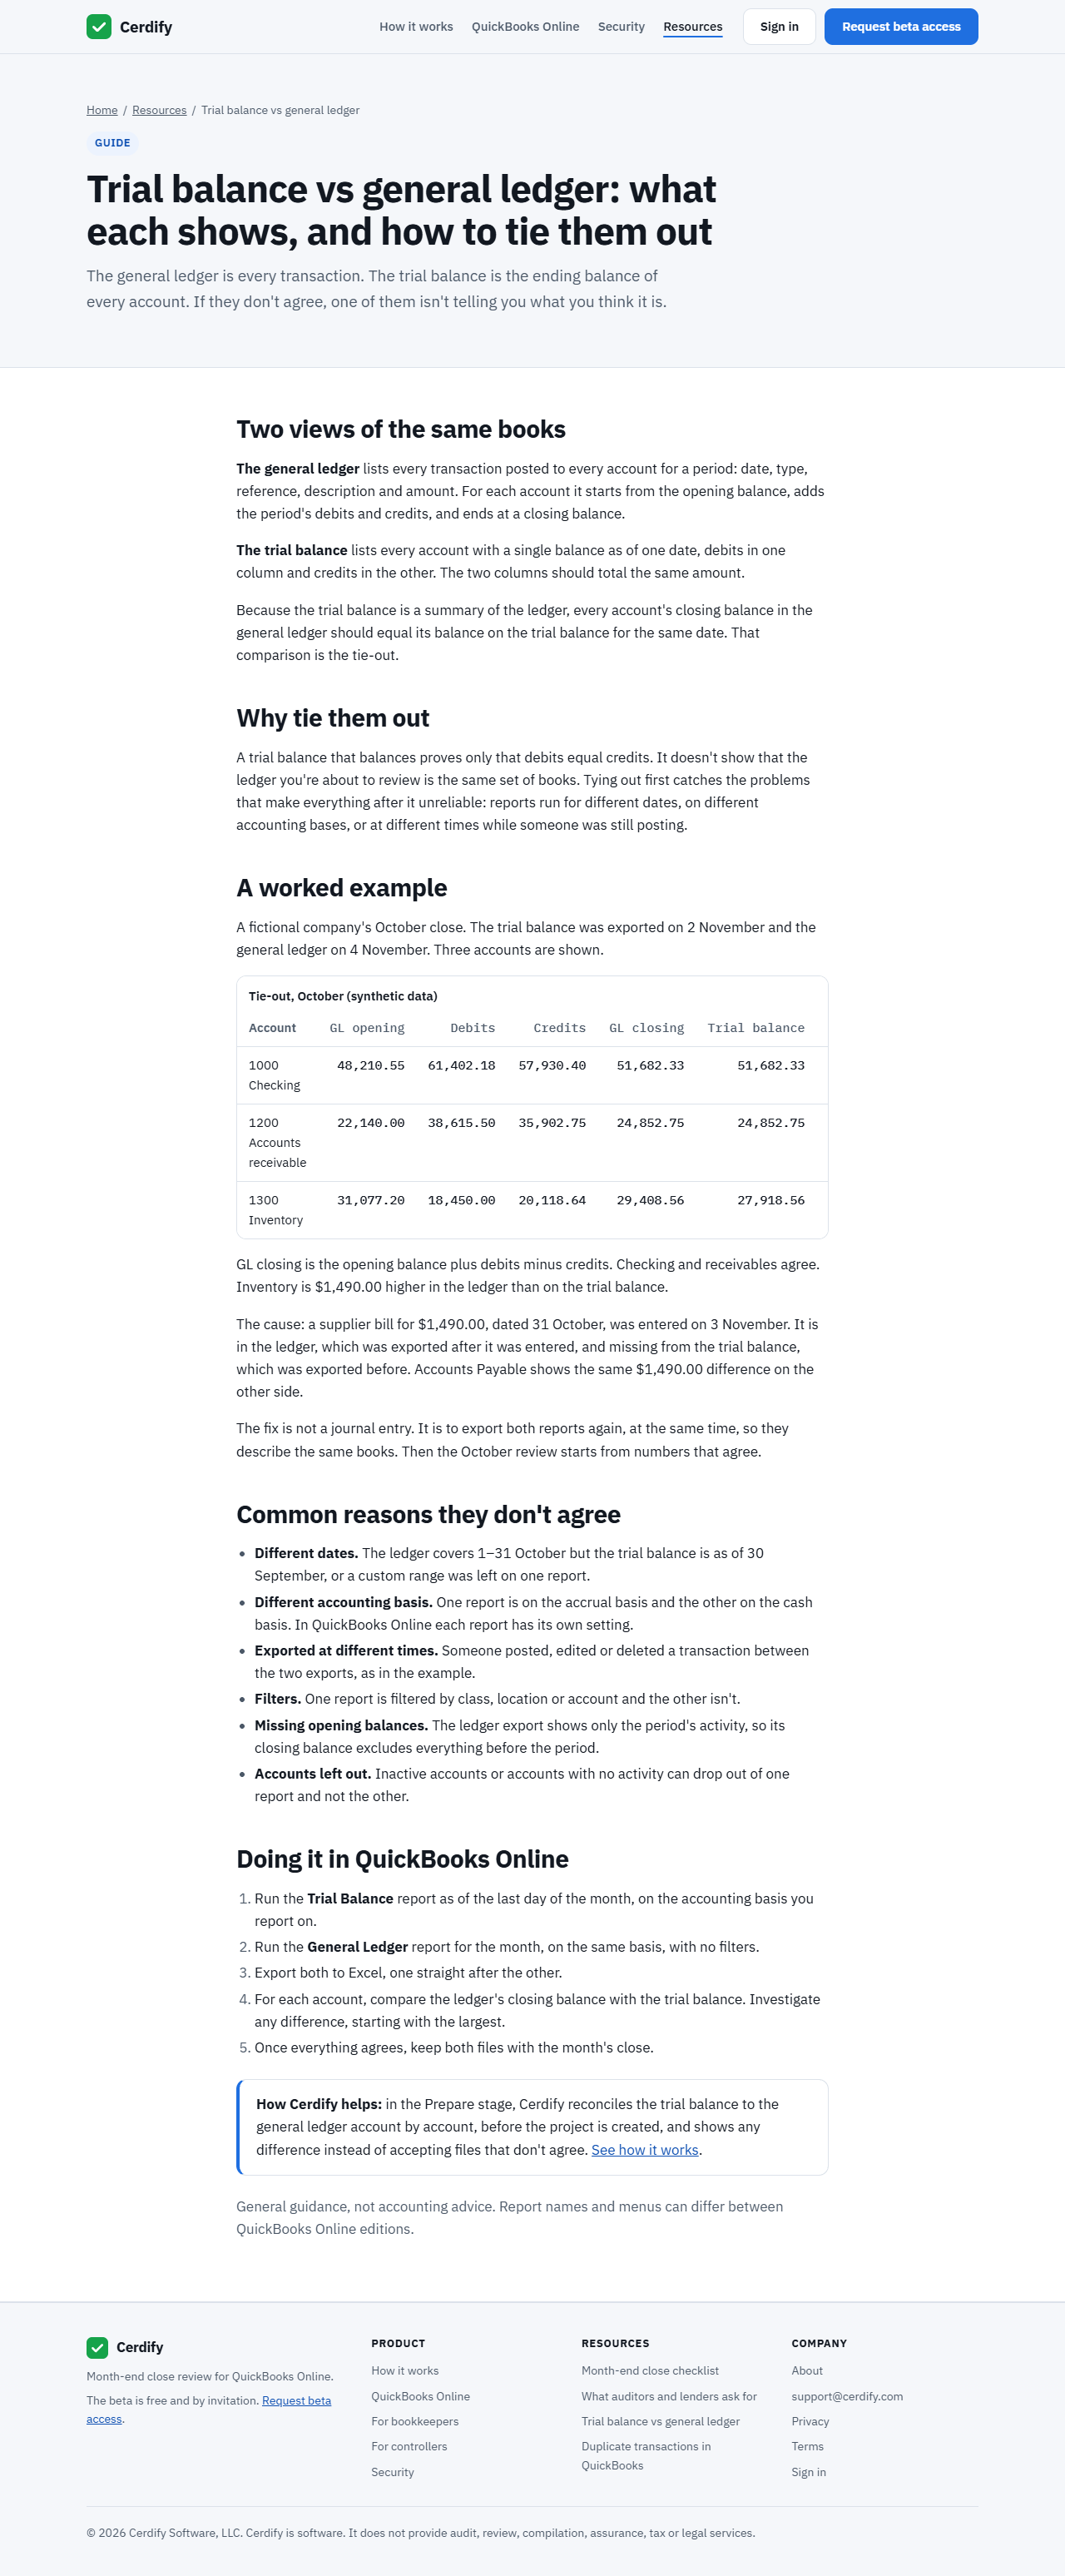 Cerdify
How it works
QuickBooks Online
Security
Resources
Sign in
Request beta access
Home / Resources / Trial balance vs general ledger
GUIDE
Trial balance vs general ledger: what
each shows, and how to tie them out
The general ledger is every transaction. The trial balance is the ending balance of
every account. If they don't agree, one of them isn't telling you what you think it is.
Two views of the same books
The general ledger lists every transaction posted to every account for a period: date, type,
reference, description and amount. For each account it starts from the opening balance, adds
the period's debits and credits, and ends at a closing balance.
The trial balance lists every account with a single balance as of one date, debits in one
column and credits in the other. The two columns should total the same amount.
Because the trial balance is a summary of the ledger, every account's closing balance in the
general ledger should equal its balance on the trial balance for the same date. That
comparison is the tie-out.
Why tie them out
A trial balance that balances proves only that debits equal credits. It doesn't show that the
ledger you're about to review is the same set of books. Tying out first catches the problems
that make everything after it unreliable: reports run for different dates, on different
accounting bases, or at different times while someone was still posting.
A worked example
A fictional company's October close. The trial balance was exported on 2 November and the
general ledger on 4 November. Three accounts are shown.
Tie-out, October (synthetic data)
Account GL opening Debits Credits GL closing Trial balance
1000 48,210.55 61,402.18 57,930.40 51,682.33 51,682.33
Checking
1200 22,140.00 38,615.50 35,902.75 24,852.75 24,852.75
Accounts
receivable
1300 31,077.20 18,450.00 20,118.64 29,408.56 27,918.56
Inventory
GL closing is the opening balance plus debits minus credits. Checking and receivables agree.
Inventory is $1,490.00 higher in the ledger than on the trial balance.
The cause: a supplier bill for $1,490.00, dated 31 October, was entered on 3 November. It is
in the ledger, which was exported after it was entered, and missing from the trial balance,
which was exported before. Accounts Payable shows the same $1,490.00 difference on the
other side.
The fix is not a journal entry. It is to export both reports again, at the same time, so they
describe the same books. Then the October review starts from numbers that agree.
Common reasons they don't agree
• Different dates. The ledger covers 1–31 October but the trial balance is as of 30
September, or a custom range was left on one report.
• Different accounting basis. One report is on the accrual basis and the other on the cash
basis. In QuickBooks Online each report has its own setting.
• Exported at different times. Someone posted, edited or deleted a transaction between
the two exports, as in the example.
• Filters. One report is filtered by class, location or account and the other isn't.
• Missing opening balances. The ledger export shows only the period's activity, so its
closing balance excludes everything before the period.
• Accounts left out. Inactive accounts or accounts with no activity can drop out of one
report and not the other.
Doing it in QuickBooks Online
1. Run the Trial Balance report as of the last day of the month, on the accounting basis you
report on.
2. Run the General Ledger report for the month, on the same basis, with no filters.
3. Export both to Excel, one straight after the other.
4. For each account, compare the ledger's closing balance with the trial balance. Investigate
any difference, starting with the largest.
5. Once everything agrees, keep both files with the month's close.
How Cerdify helps: in the Prepare stage, Cerdify reconciles the trial balance to the
general ledger account by account, before the project is created, and shows any
difference instead of accepting files that don't agree. See how it works.
General guidance, not accounting advice. Report names and menus can differ between
QuickBooks Online editions.
Cerdify
Month-end close review for QuickBooks Online.
The beta is free and by invitation. Request beta
access.
PRODUCT
How it works
QuickBooks Online
For bookkeepers
For controllers
Security
RESOURCES
Month-end close checklist
What auditors and lenders ask for
Trial balance vs general ledger
Duplicate transactions in
QuickBooks
COMPANY
About
support@cerdify.com
Privacy
Terms
Sign in
© 2026 Cerdify Software, LLC. Cerdify is software. It does not provide audit, review, compilation, assurance, tax or legal services.